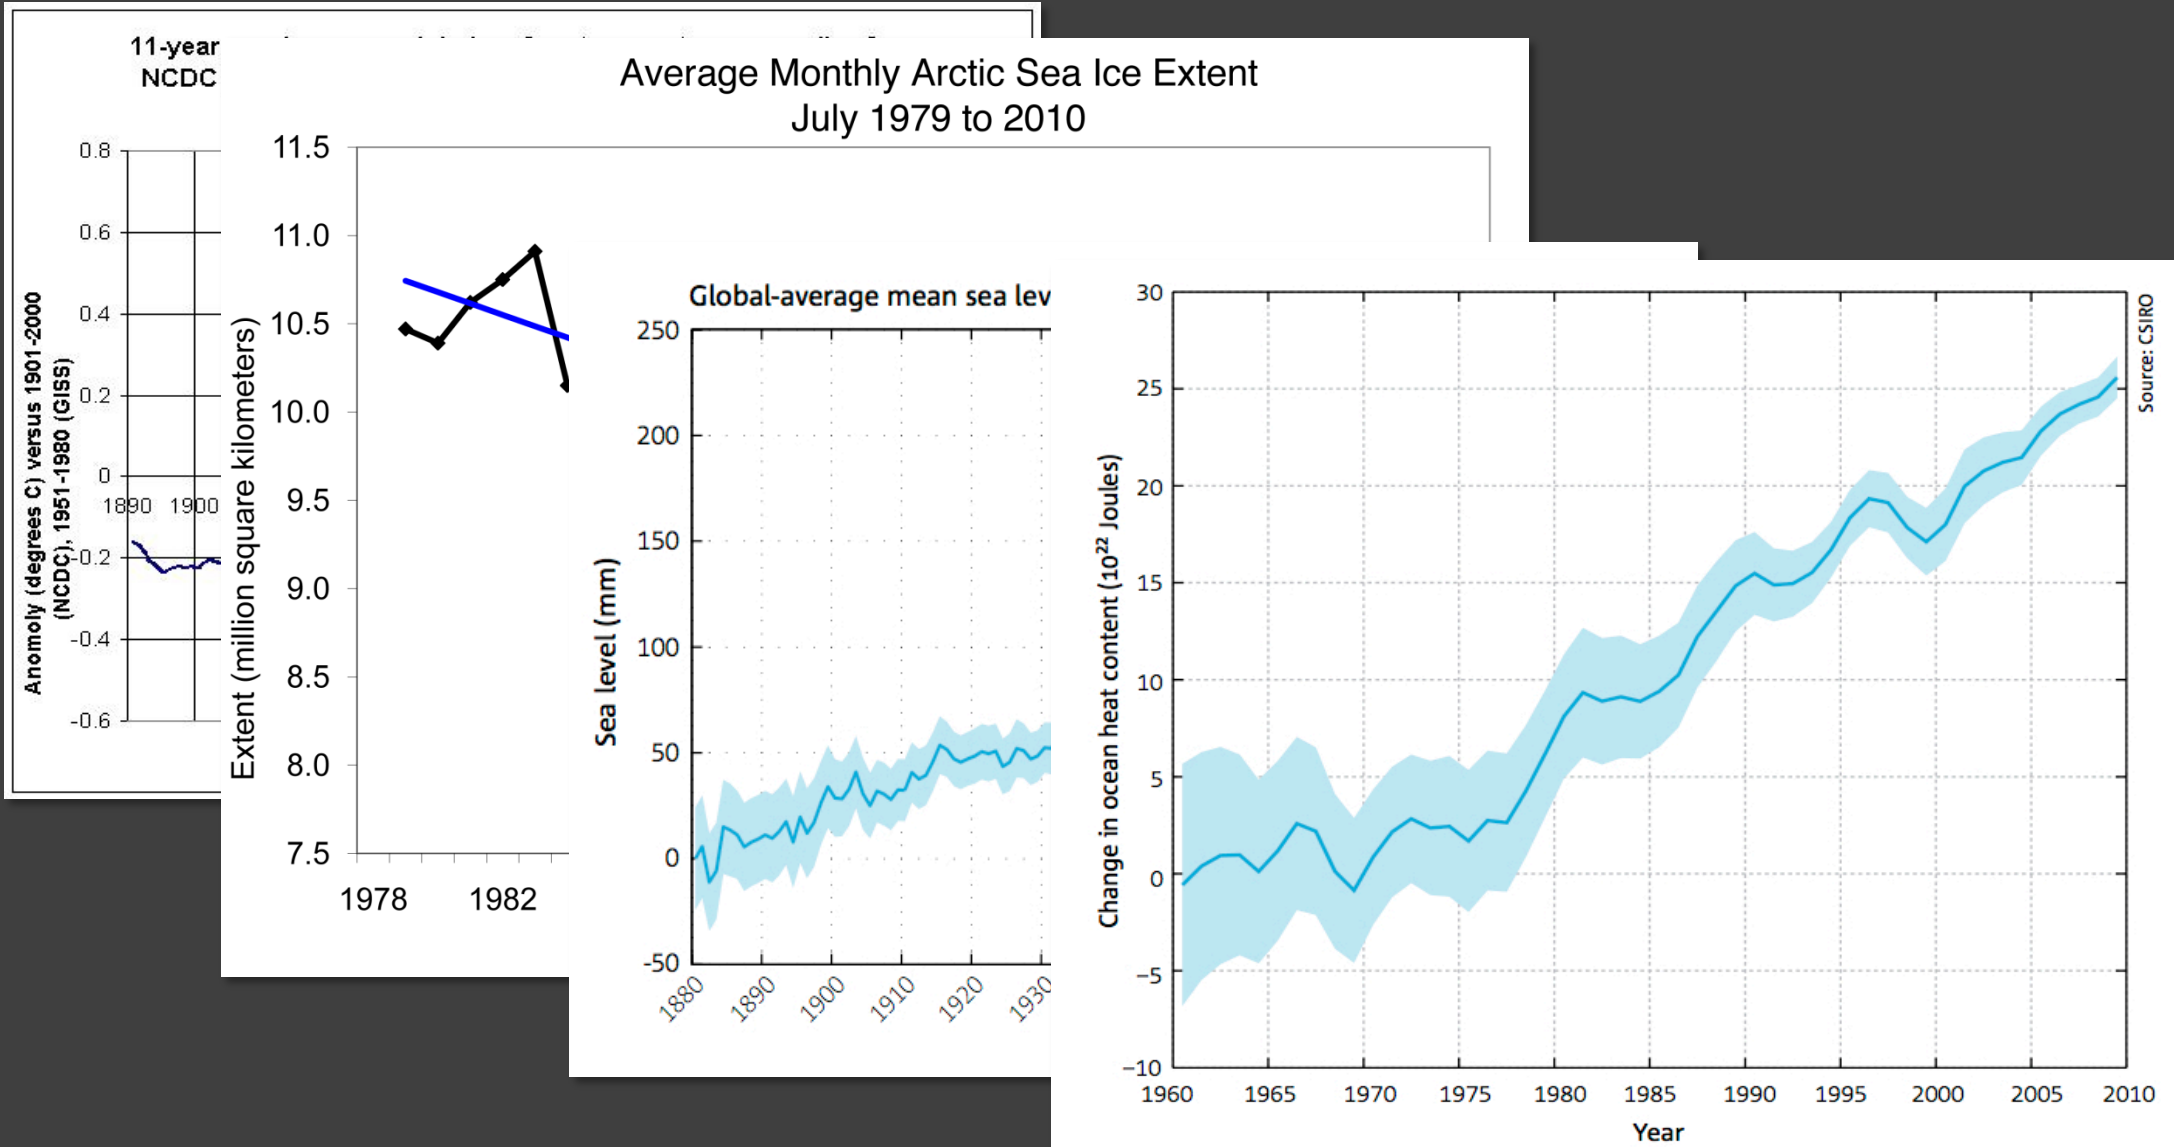 11-year
NCDC
0.8
0.6
0.4
0.2
0
-0.2
-0.4
-0.6
1890 1900
Anomoly (degrees C) versus 1901-2000
(NCDC), 1951-1980 (GISS)
Average Monthly Arctic Sea Ice Extent
July 1979 to 2010
11.5
11.0
10.5
10.0
9.5
9.0
8.5
8.0
7.5
1978 1982
Extent (million square kilometers)
Global-average mean sea lev
250
200
150
100
50
0
-50
1880 1890 1900 1910 1920 1930
Sea level (mm)
30
25
20
15
10
5
0
−5
−10
1960 1965 1970 1975 1980 1985 1990 1995 2000 2005 2010
Year
Change in ocean heat content (10²² Joules)
Source: CSIRO